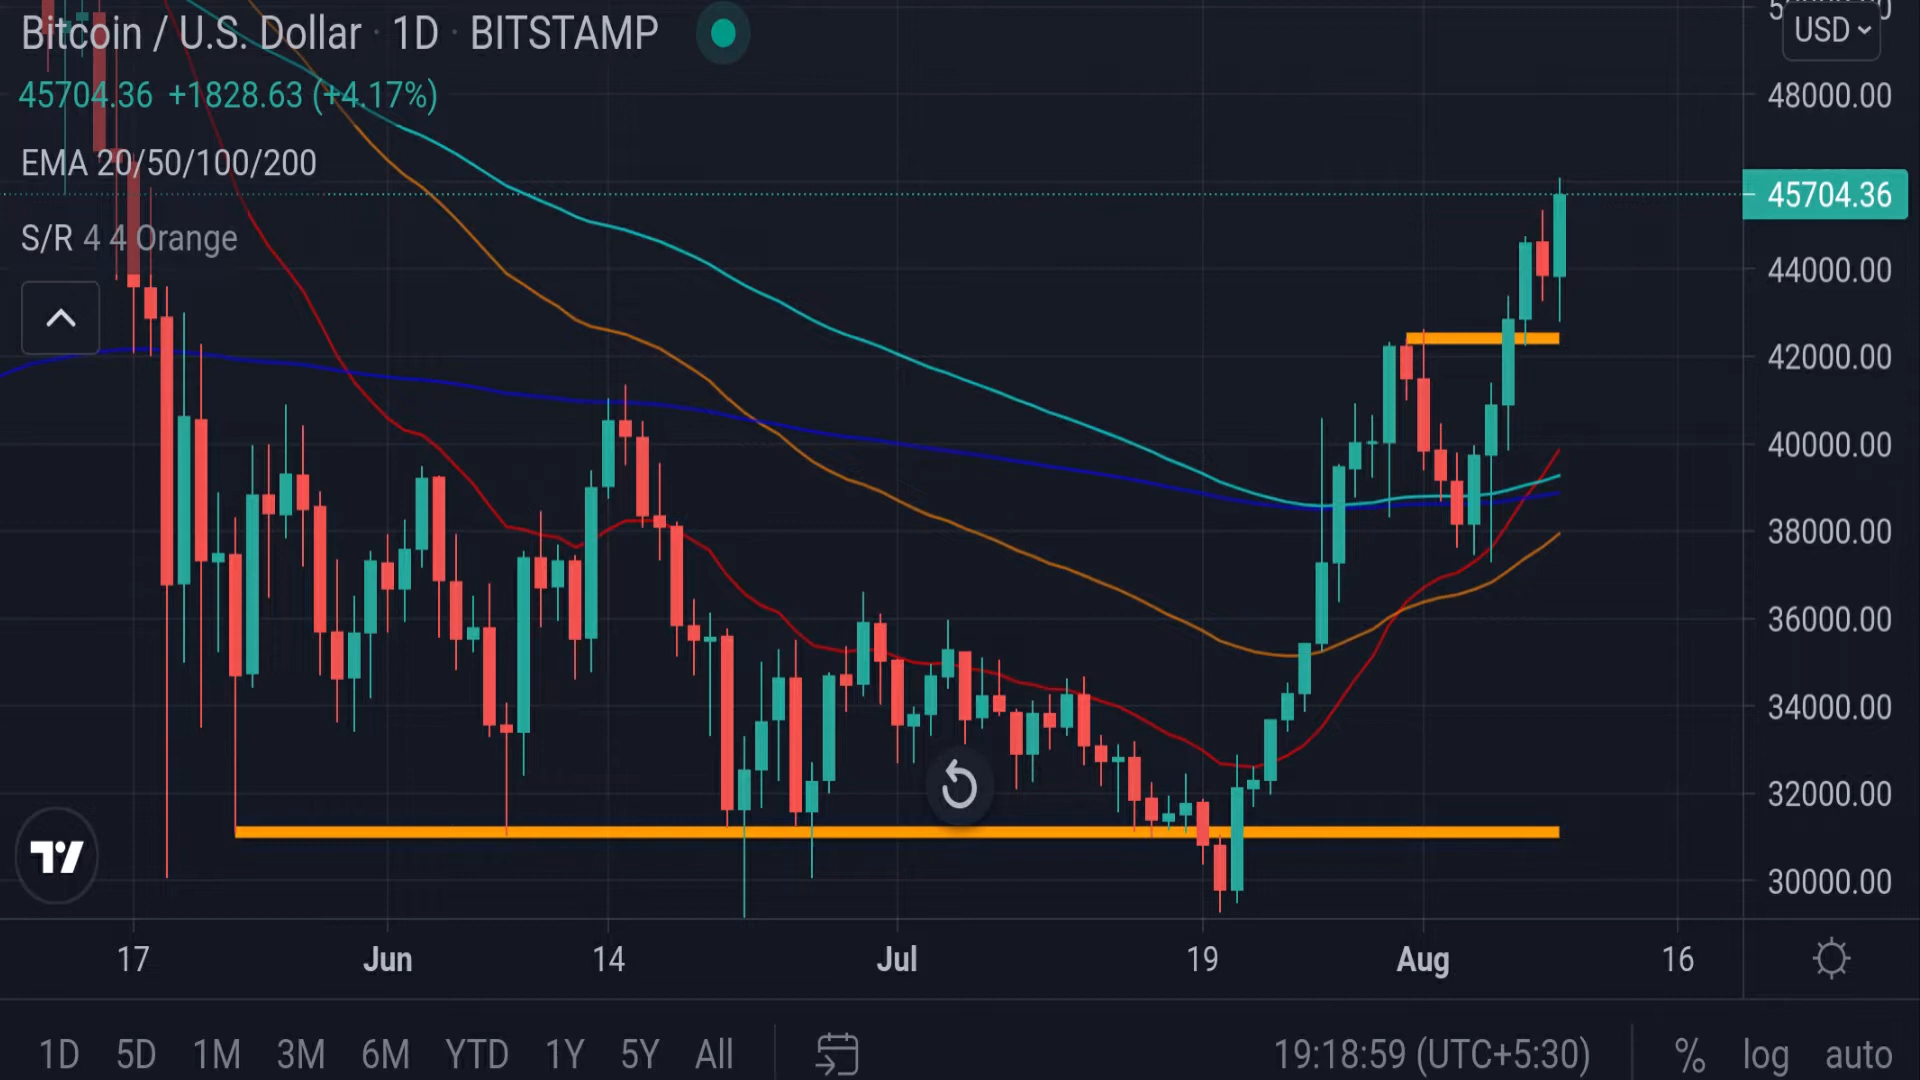 Bitcoin / U.S. Dollar · 1D · BITSTAMP
USD
45704.36 +1828.63 (+4.17%)
48000.00
EMA 20/50/100/200
45704.36
S/R 4 4 Orange
44000.00
42000.00
40000.00
38000.00
36000.00
34000.00
32000.00
30000.00
17 Jun 14 Jul 19 Aug 16
1D 5D 1M 3M 6M YTD 1Y 5Y All 19:18:59 (UTC+5:30) % log auto